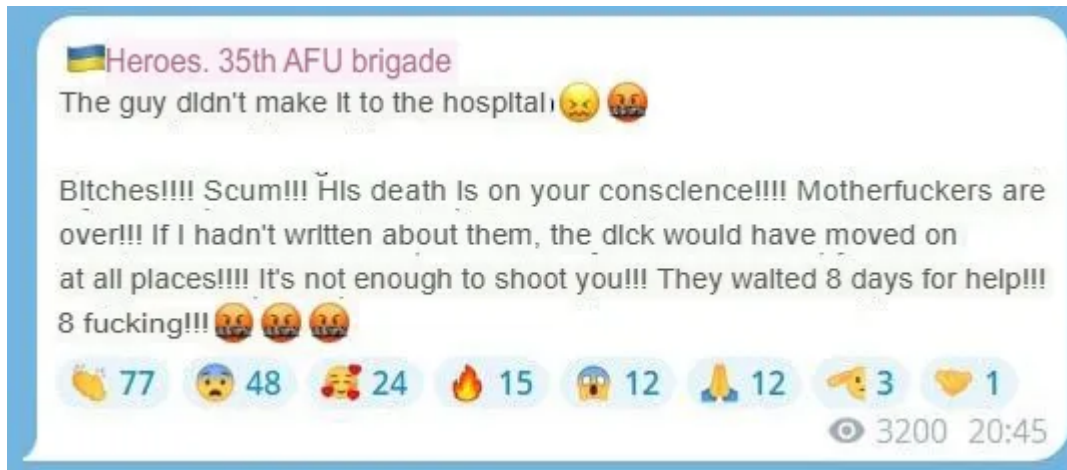 Heroes. 35th AFU brigade
The guy didn't make it to the hospital
Bitches!!!! Scum!!! His death is on your conscience!!!! Motherfuckers are
over!!! If I hadn't written about them, the dick would have moved on
at all places!!!! It's not enough to shoot you!!! They waited 8 days for help!!!
8 fucking!!!
77 48 24 15 12 12 3 1
3200 20:45